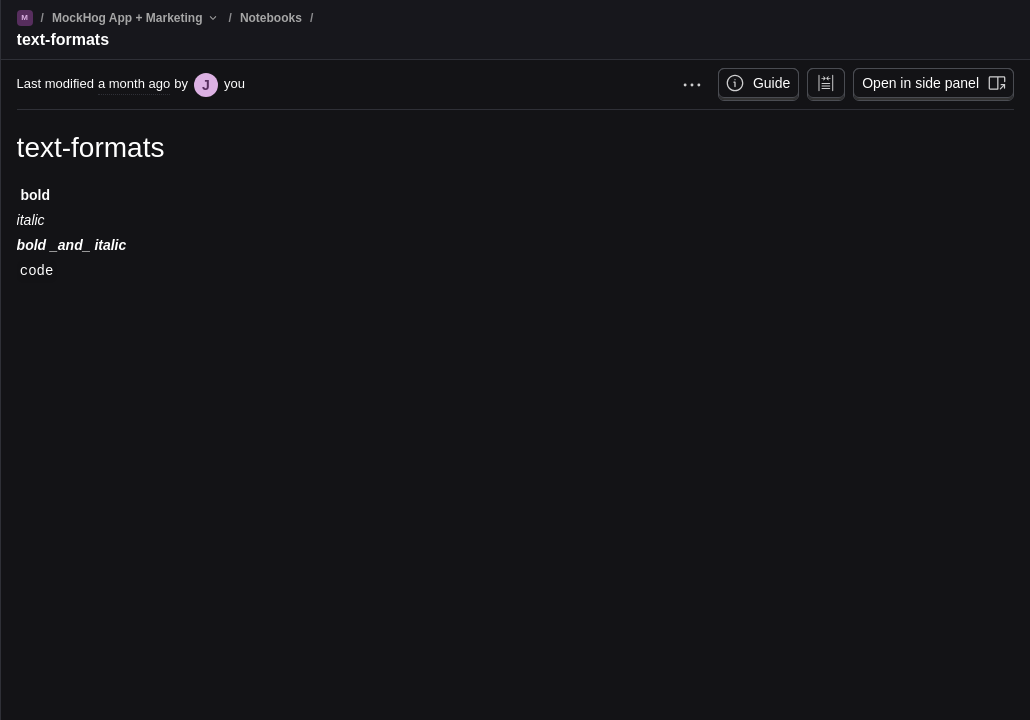 M / MockHog App + Marketing / Notebooks /
text-formats
Last modified a month ago by J you
Guide
Open in side panel
text-formats
bold
italic
bold _and_ italic
code